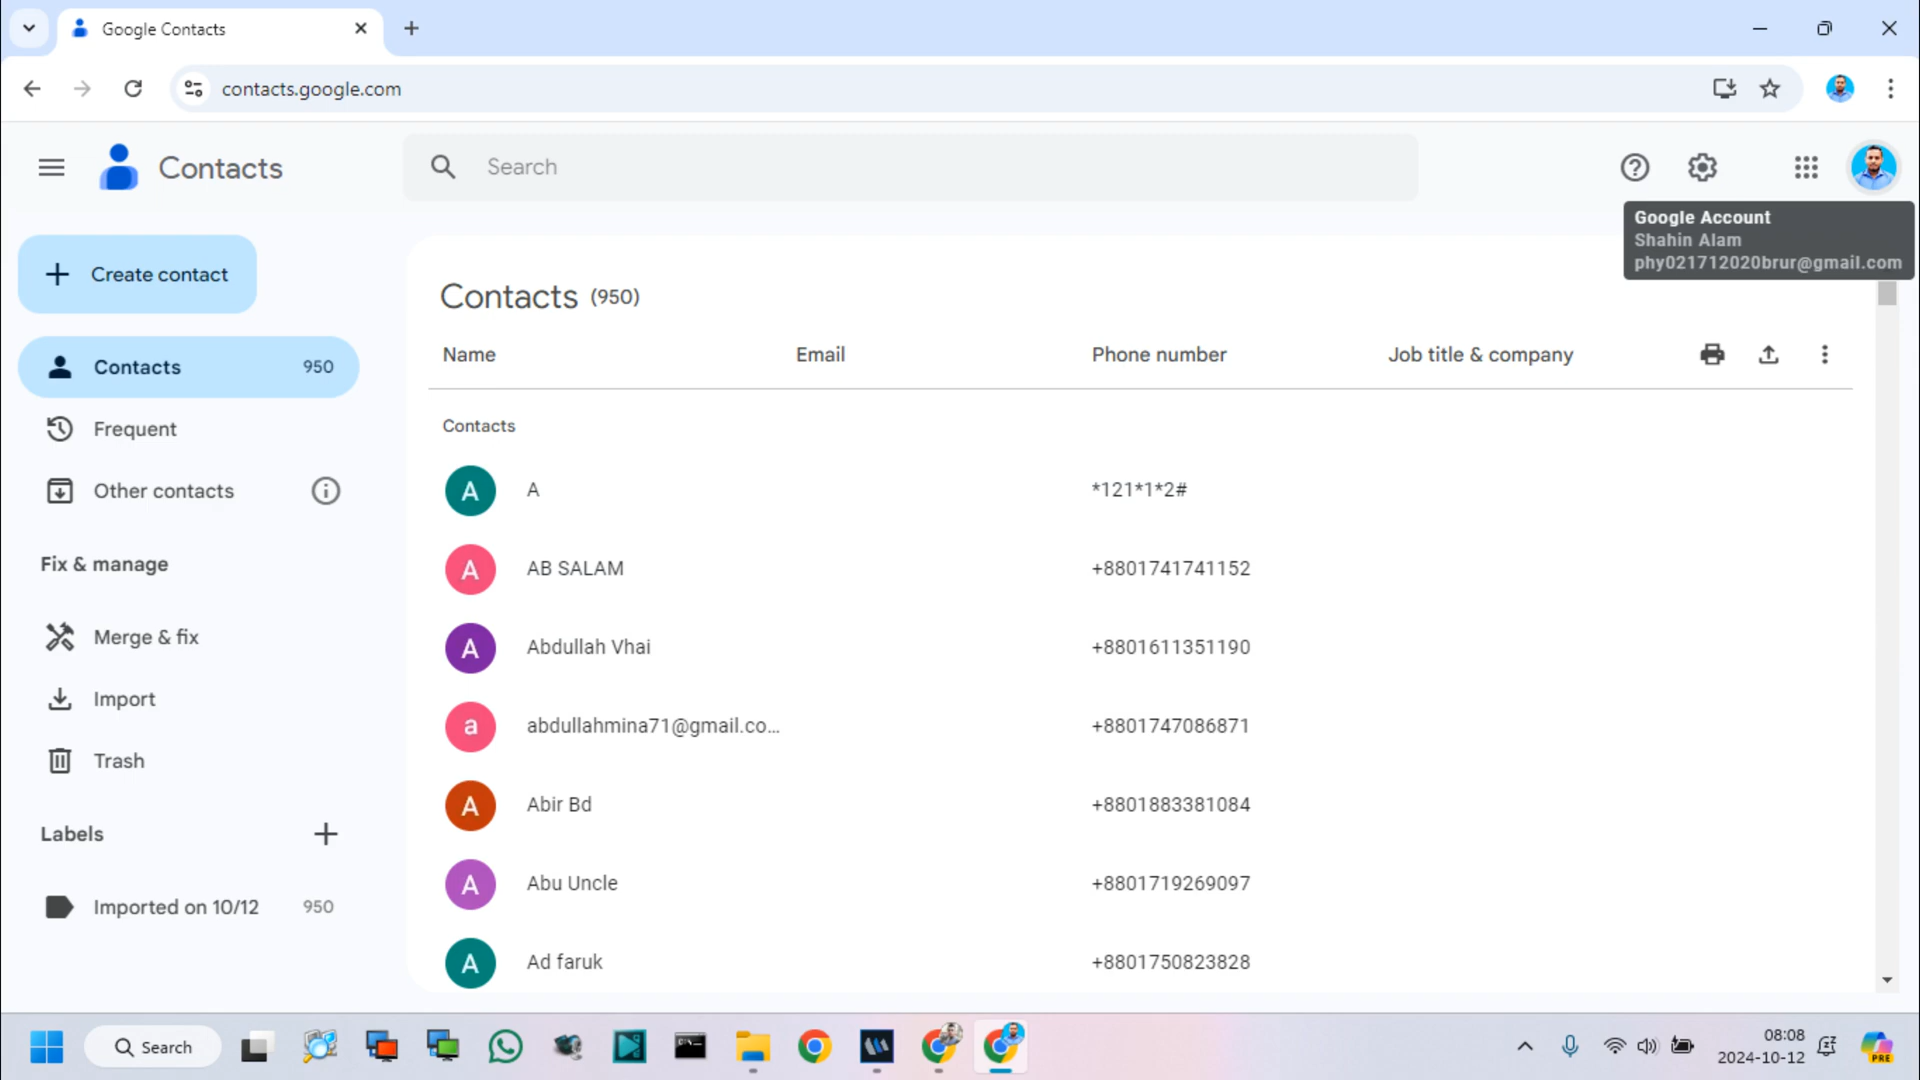 Google Contacts
contacts.google.com
Contacts
Search
Google Account
Shahin Alam
phy021712020brur@gmail.com
Create contact
Contacts 950
Frequent
Other contacts
Fix & manage
Merge & fix
Import
Trash
Labels
Imported on 10/12 950
Contacts (950)
Name Email Phone number Job title & company
Contacts
A A *121*1*2#
A AB SALAM +8801741741152
A Abdullah Vhai +8801611351190
a abdullahmina71@gmail.co... +8801747086871
A Abir Bd +8801883381084
A Abu Uncle +8801719269097
A Ad faruk +8801750823828
Search
08:08
2024-10-12
PRE